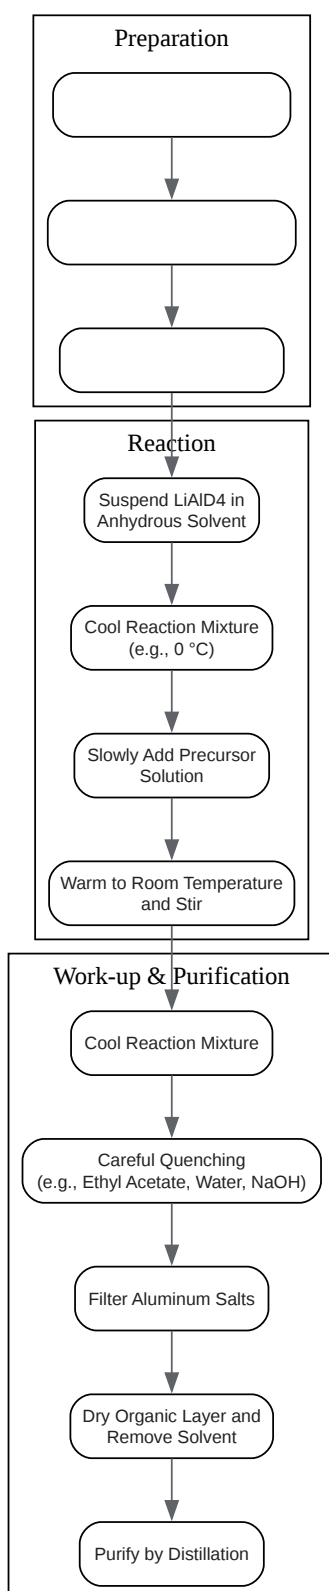 Preparation
Reaction
Suspend LiAlD4 in
Anhydrous Solvent
Cool Reaction Mixture
(e.g., 0 °C)
Slowly Add Precursor
Solution
Warm to Room Temperature
and Stir
Work-up & Purification
Cool Reaction Mixture
Careful Quenching
(e.g., Ethyl Acetate, Water, NaOH)
Filter Aluminum Salts
Dry Organic Layer and
Remove Solvent
Purify by Distillation